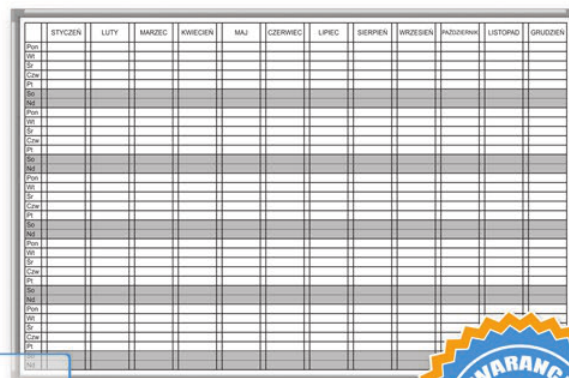 STYCZEŃ LUTY MARZEC KWIECIEŃ MAJ CZERWIEC LIPIEC SIERPIEŃ WRZESIEŃ PAŹDZIERNIK LISTOPAD GRUDZIEŃ
Pon
Wt
Śr
Czw
Pt
So
Nd
Pon
Wt
Śr
Czw
Pt
So
Nd
Pon
Wt
Śr
Czw
Pt
So
Nd
Pon
Wt
Śr
Czw
Pt
So
Nd
Pon
Wt
Śr
Czw
Pt
So
Nd